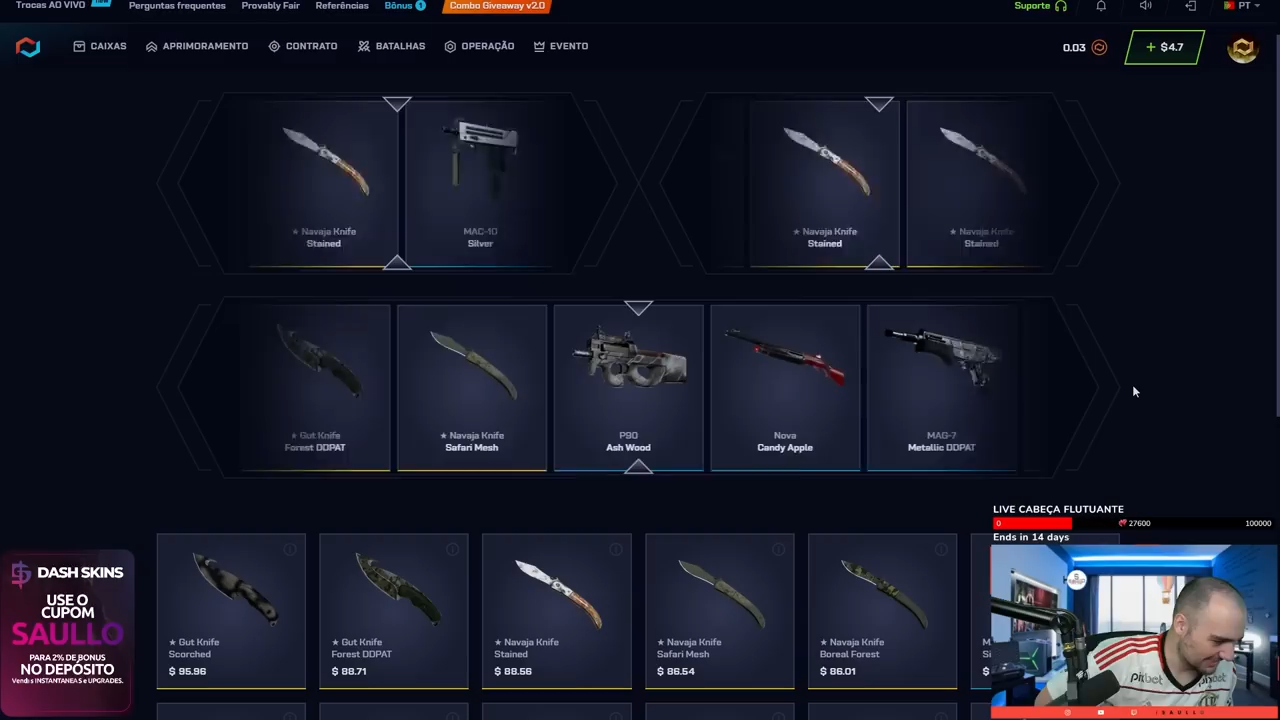 Trocas AO VIVO
Perguntas frequentes
Provably Fair
Referências
Bônus 1
Combo Giveaway v2.0
Suporte
PT
CAIXAS
APRIMORAMENTO
CONTRATO
BATALHAS
OPERAÇÃO
EVENTO
0.03
+ $4.7
★ Navaja Knife
Stained
MAC-10
Silver
★ Navaja Knife
Stained
★ Navaja Knife
Stained
★ Gut Knife
Forest DDPAT
★ Navaja Knife
Safari Mesh
P90
Ash Wood
Nova
Candy Apple
MAG-7
Metallic DDPAT
LIVE CABEÇA FLUTUANTE
0
27600
100000
Ends in 14 days
DASH SKINS
USE O
CUPOM
SAULLO
PARA 2% DE BONUS
NO DEPÓSITO
Vendas INSTANTANEAS e UPGRADES.
★ Gut Knife
Scorched
$ 95.96
★ Gut Knife
Forest DDPAT
$ 88.71
★ Navaja Knife
Stained
$ 88.56
★ Navaja Knife
Safari Mesh
$ 86.54
★ Navaja Knife
Boreal Forest
$ 86.01
pixbet